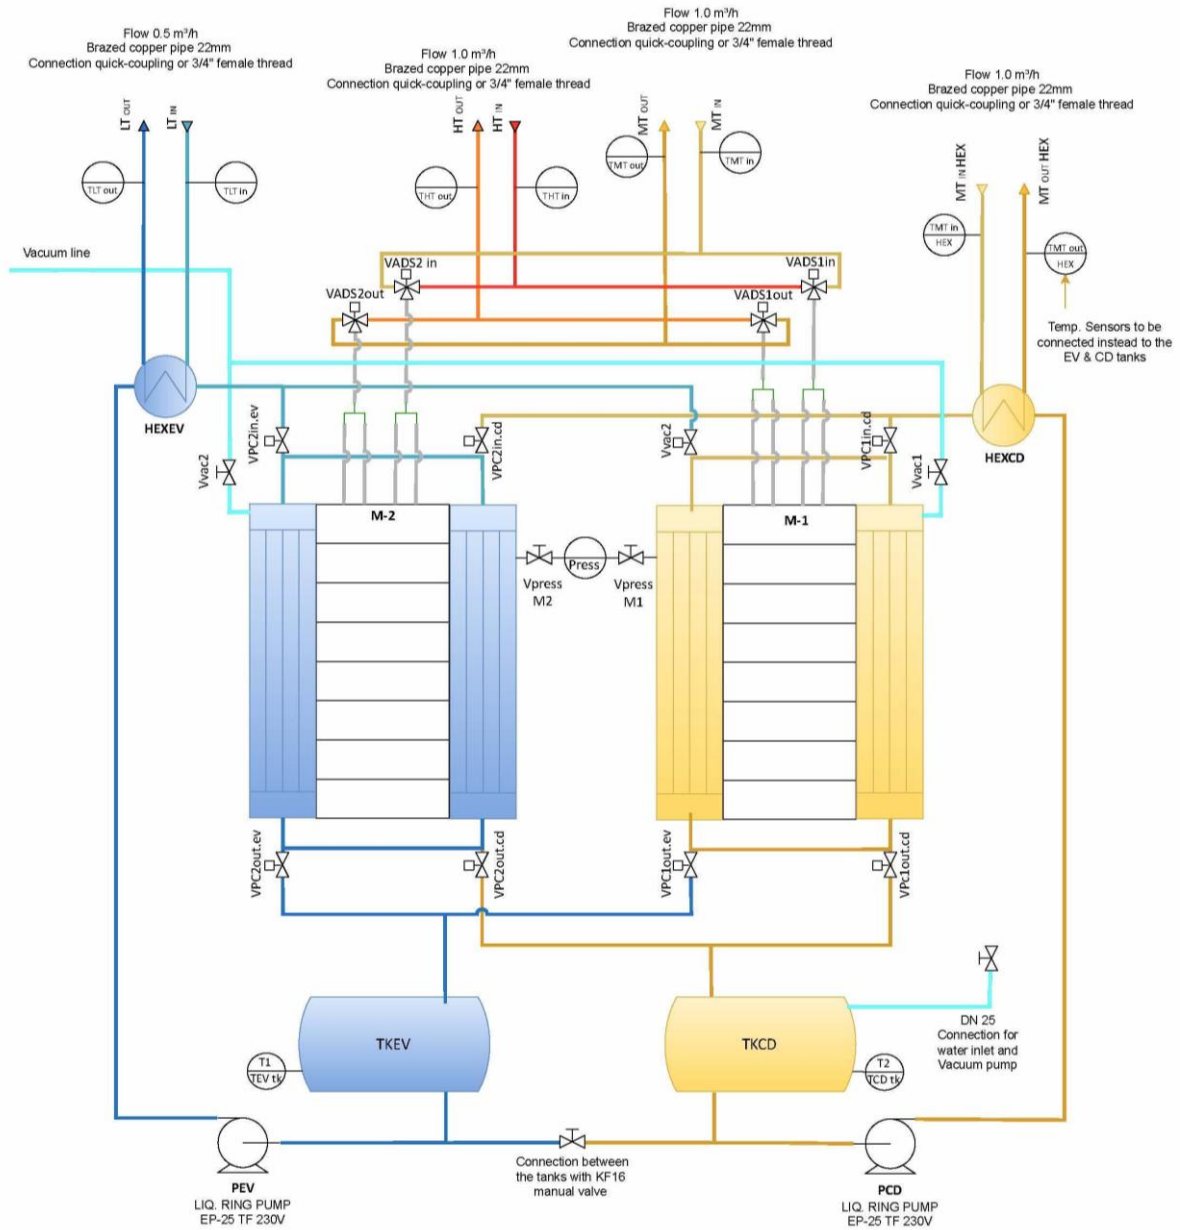 Flow 0.5 m³/h
Brazed copper pipe 22mm
Connection quick-coupling or 3/4" female thread
Flow 1.0 m³/h
Brazed copper pipe 22mm
Connection quick-coupling or 3/4" female thread
Flow 1.0 m³/h
Brazed copper pipe 22mm
Connection quick-coupling or 3/4" female thread
Flow 1.0 m³/h
Brazed copper pipe 22mm
Connection quick-coupling or 3/4" female thread
LT OUT
LT IN
HT OUT
HT IN
MT OUT
MT IN
MT IN HEX
MT OUT HEX
TLT out
TLT in
THT out
THT in
TMT out
TMT in
TMT in
HEX
TMT out
HEX
Vacuum line
VADS2 in
VADS1in
VADS2out
VADS1out
Temp. Sensors to be
connected instead to the
EV & CD tanks
HEXEV
HEXCD
Vvac2
VPC2in.ev
VPC2in.cd
Vvac2
VPC1in.cd
Vvac1
M-2
M-1
Press
Vpress
M2
Vpress
M1
VPC2out.ev
VPC2out.cd
VPC1out.ev
VPc1out.cd
TKEV
TKCD
T1
TEV tk
T2
TCD tk
DN 25
Connection for
water inlet and
Vacuum pump
Connection between
the tanks with KF16
manual valve
PEV
LIQ. RING PUMP
EP-25 TF 230V
PCD
LIQ. RING PUMP
EP-25 TF 230V